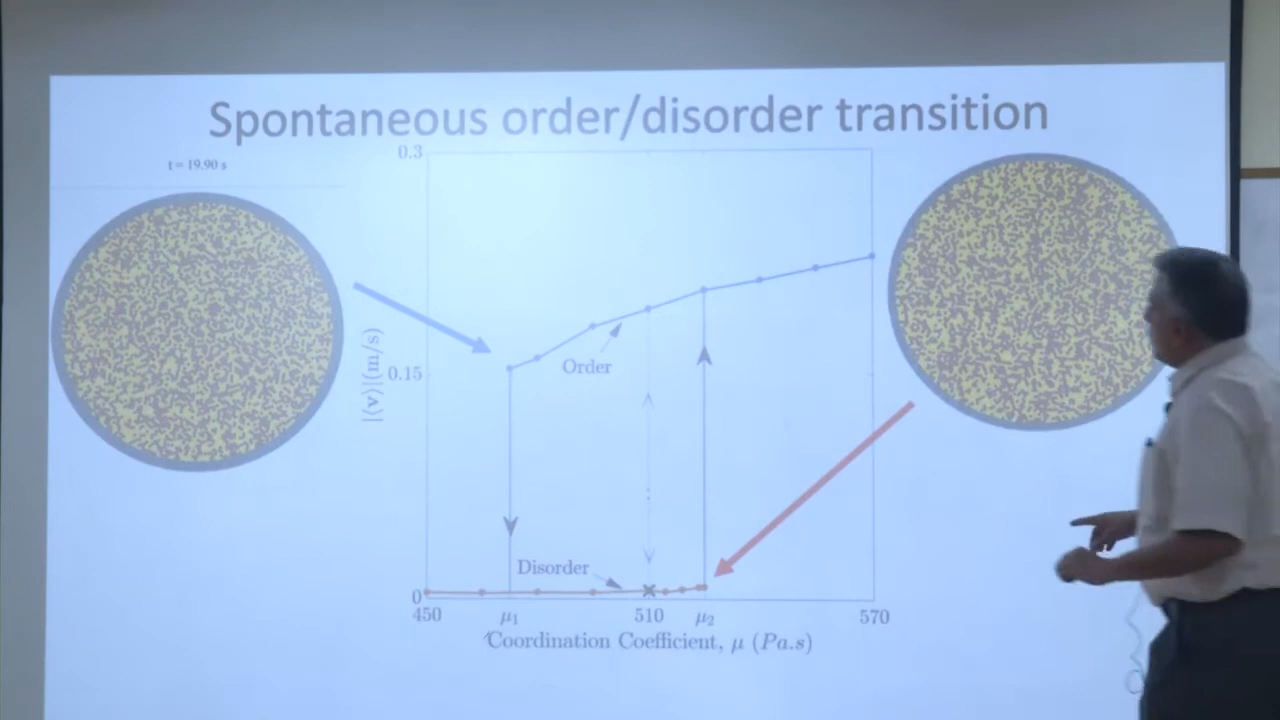 Spontaneous order/disorder transition
t = 19.90 s
0.3
|⟨v⟩|(m/s)
0.15
Order
Disorder
0
450
μ₁
510
μ₂
570
Coordination Coefficient, μ (Pa.s)